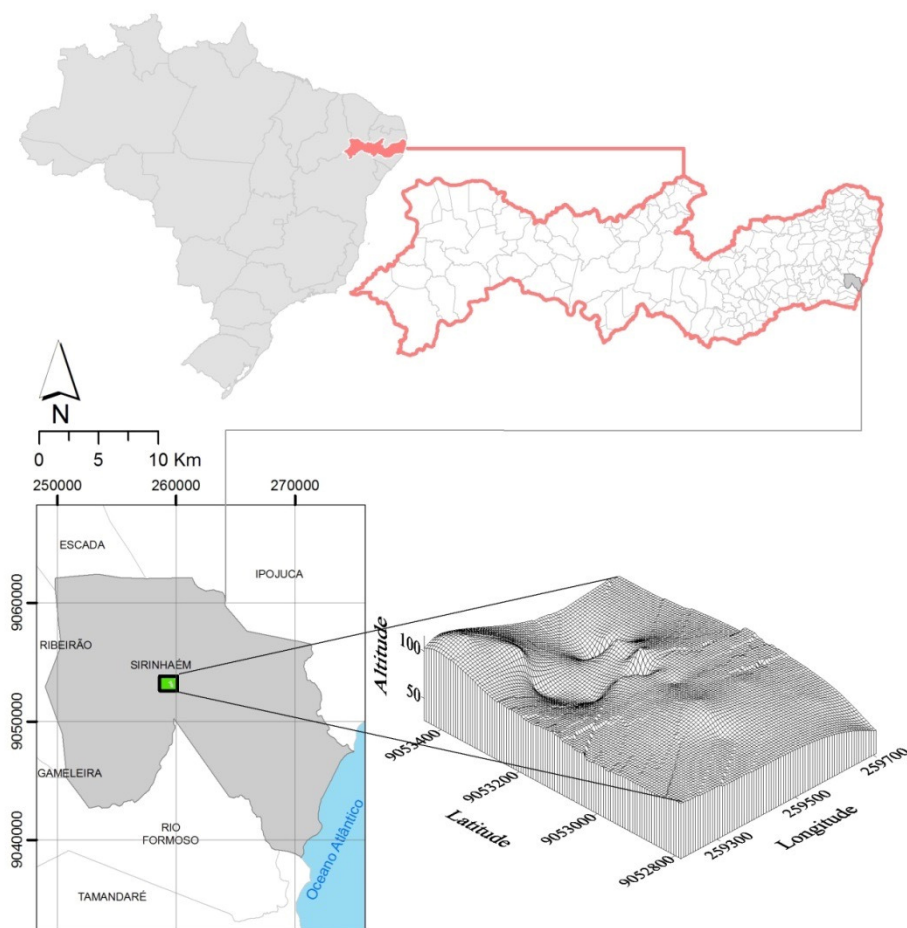 N
0 5 10 Km
250000 260000 270000
ESCADA
IPOJUCA
9060000
RIBEIRÃO
SIRINHAÉM
9050000
GAMELEIRA
RIO
FORMOSO
9040000
TAMANDARÉ
Oceano Atlântico
Altitude
100
50
9053400
9053200
9053000
9052800
Latitude
259300
259500
259700
Longitude